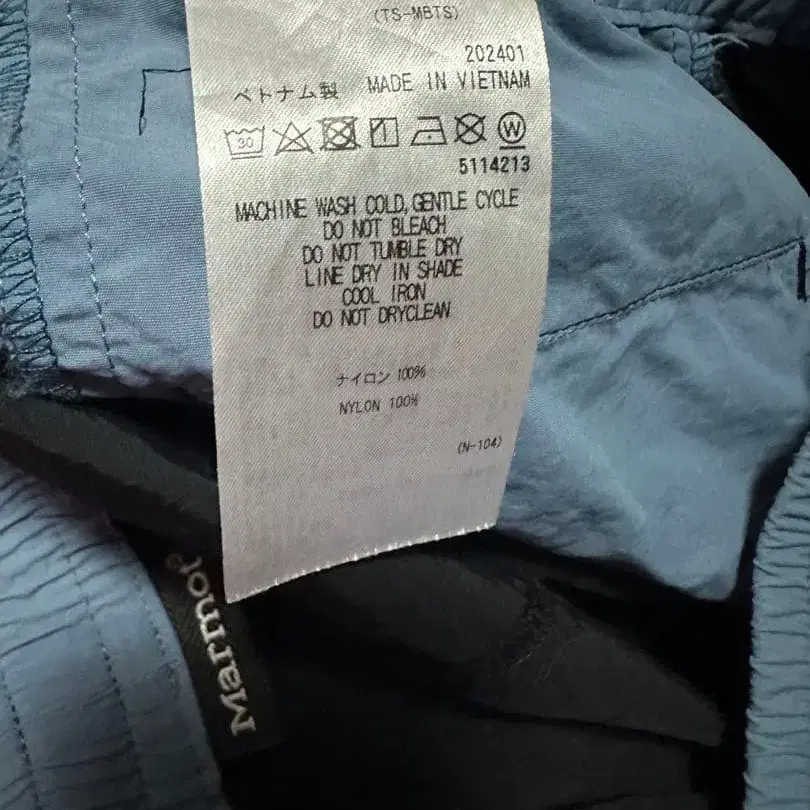 (TS-MBTS)
202401
ベトナム製 MADE IN VIETNAM
30 W
5114213
MACHINE WASH COLD, GENTLE CYCLE
DO NOT BLEACH
DO NOT TUMBLE DRY
LINE DRY IN SHADE
COOL IRON
DO NOT DRYCLEAN
ナイロン 100%
NYLON 100%
(N-104)
Marmot®